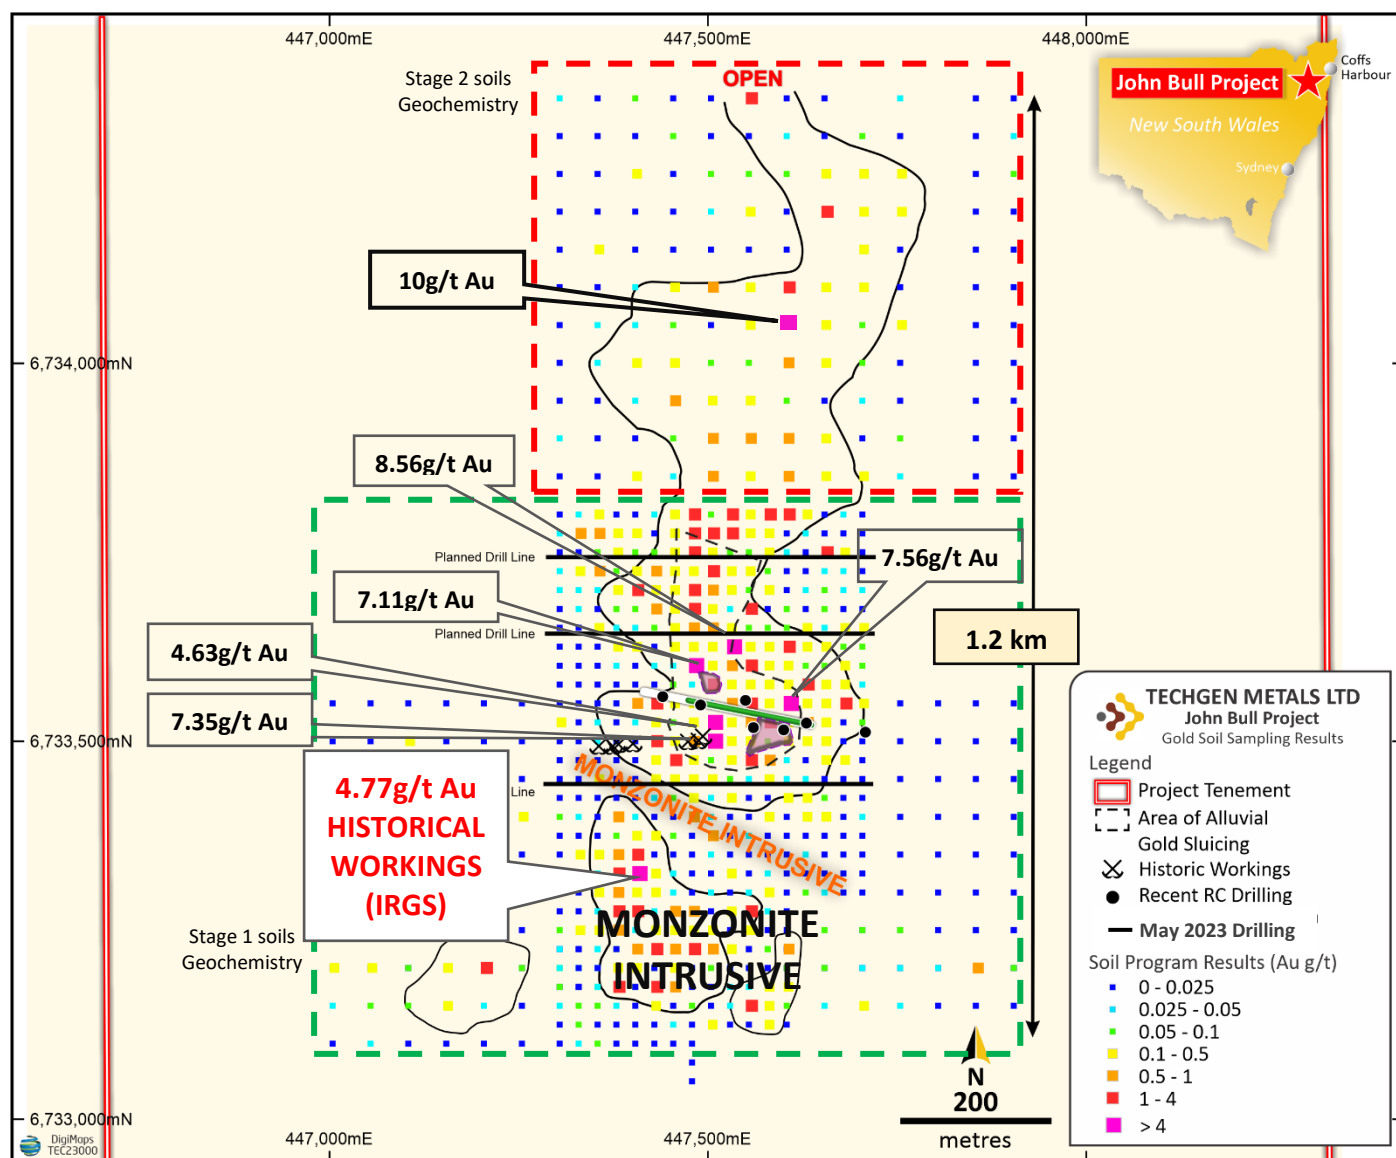 447,000mE
447,500mE
448,000mE
Stage 2 soils
Geochemistry
OPEN
John Bull Project
Coffs
Harbour
New South Wales
Sydney
10g/t Au
6,734,000mN
8.56g/t Au
Planned Drill Line
7.56g/t Au
7.11g/t Au
Planned Drill Line
1.2 km
4.63g/t Au
7.35g/t Au
6,733,500mN
4.77g/t Au
HISTORICAL
WORKINGS
(IRGS)
Line
MONZONITE INTRUSIVE
MONZONITE
INTRUSIVE
Stage 1 soils
Geochemistry
TECHGEN METALS LTD
John Bull Project
Gold Soil Sampling Results
Legend
Project Tenement
Area of Alluvial
Gold Sluicing
Historic Workings
Recent RC Drilling
May 2023 Drilling
Soil Program Results (Au g/t)
0 - 0.025
0.025 - 0.05
0.05 - 0.1
0.1 - 0.5
0.5 - 1
1 - 4
> 4
N
200
metres
6,733,000mN
DigiMaps
TEC23000
447,000mE
447,500mE